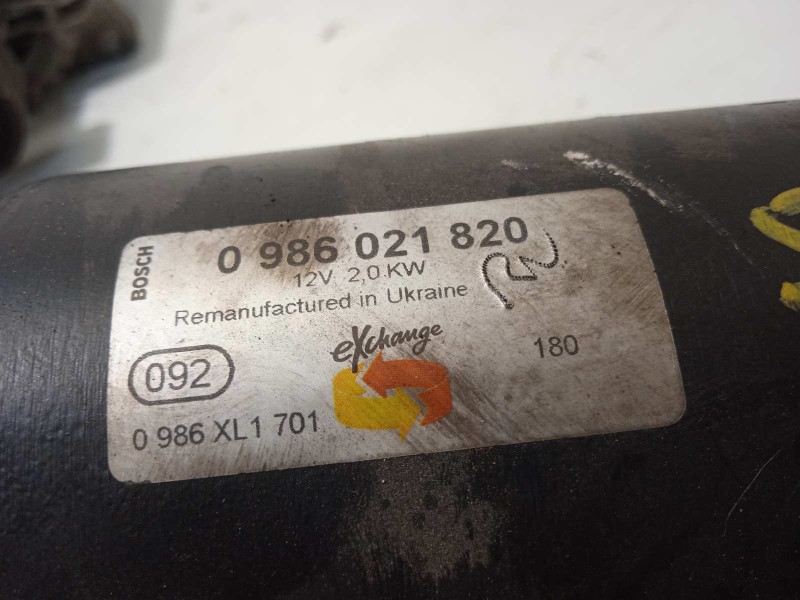 BOSCH
0 986 021 820
12V 2,0 KW
Remanufactured in Ukraine
eXchange
180
092
0 986 XL1 701